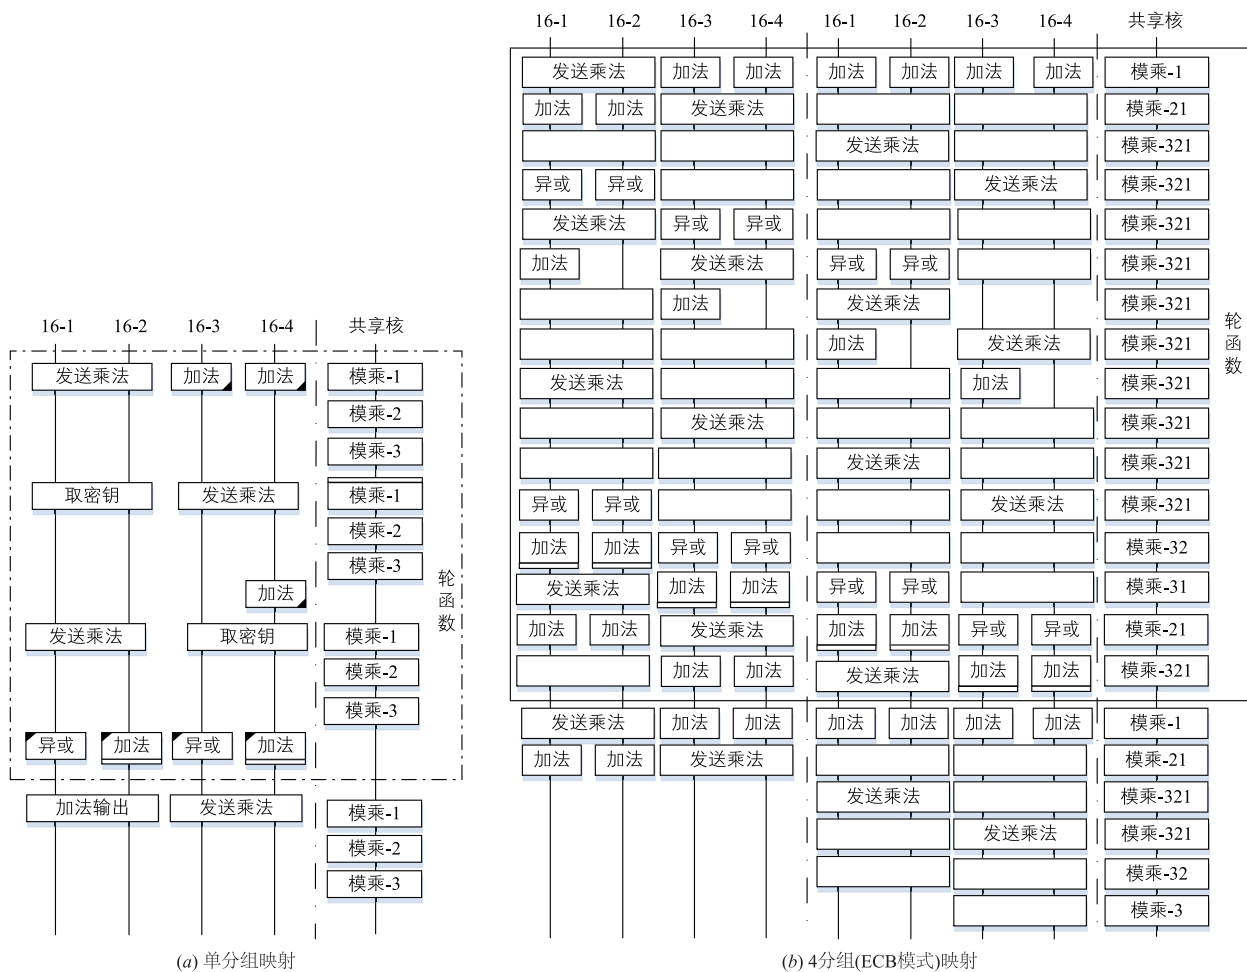 16-1 16-2 16-3 16-4 16-1 16-2 16-3 16-4 共享核
发送乘法 加法 加法 加法 加法 加法 加法 模乘-1
加法 加法 发送乘法 模乘-21
发送乘法 模乘-321
异或 异或 发送乘法 模乘-321
发送乘法 异或 异或 模乘-321
加法 发送乘法 异或 异或 模乘-321
加法 发送乘法 模乘-321
加法 发送乘法 模乘-321
发送乘法 加法 模乘-321
发送乘法 模乘-321
发送乘法 模乘-321
异或 异或 发送乘法 模乘-321
加法 加法 异或 异或 模乘-32
发送乘法 加法 加法 异或 异或 模乘-31
加法 加法 发送乘法 加法 加法 异或 异或 模乘-21
加法 加法 发送乘法 加法 加法 模乘-321
轮函数
发送乘法 加法 加法 加法 加法 加法 加法 模乘-1
加法 加法 发送乘法 模乘-21
发送乘法 模乘-321
发送乘法 模乘-321
模乘-32
模乘-3
16-1 16-2 16-3 16-4 共享核
发送乘法 加法 加法 模乘-1
模乘-2
模乘-3
取密钥 发送乘法 模乘-1
模乘-2
模乘-3
加法
发送乘法 取密钥 模乘-1
模乘-2
模乘-3
异或 加法 异或 加法
轮函数
加法输出 发送乘法 模乘-1
模乘-2
模乘-3
(a) 单分组映射
(b) 4分组(ECB模式)映射